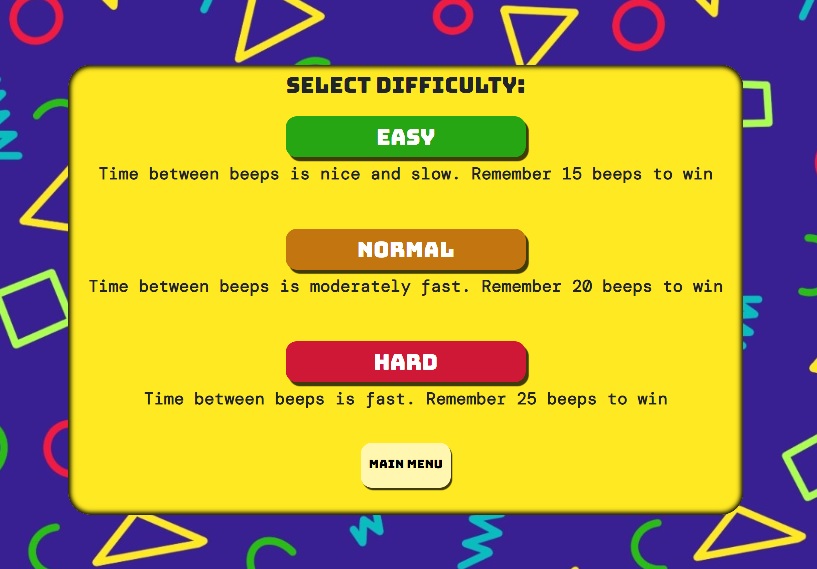 SELECT DIFFICULTY:
EASY
Time between beeps is nice and slow. Remember 15 beeps to win
NORMAL
Time between beeps is moderately fast. Remember 20 beeps to win
HARD
Time between beeps is fast. Remember 25 beeps to win
MAIN MENU